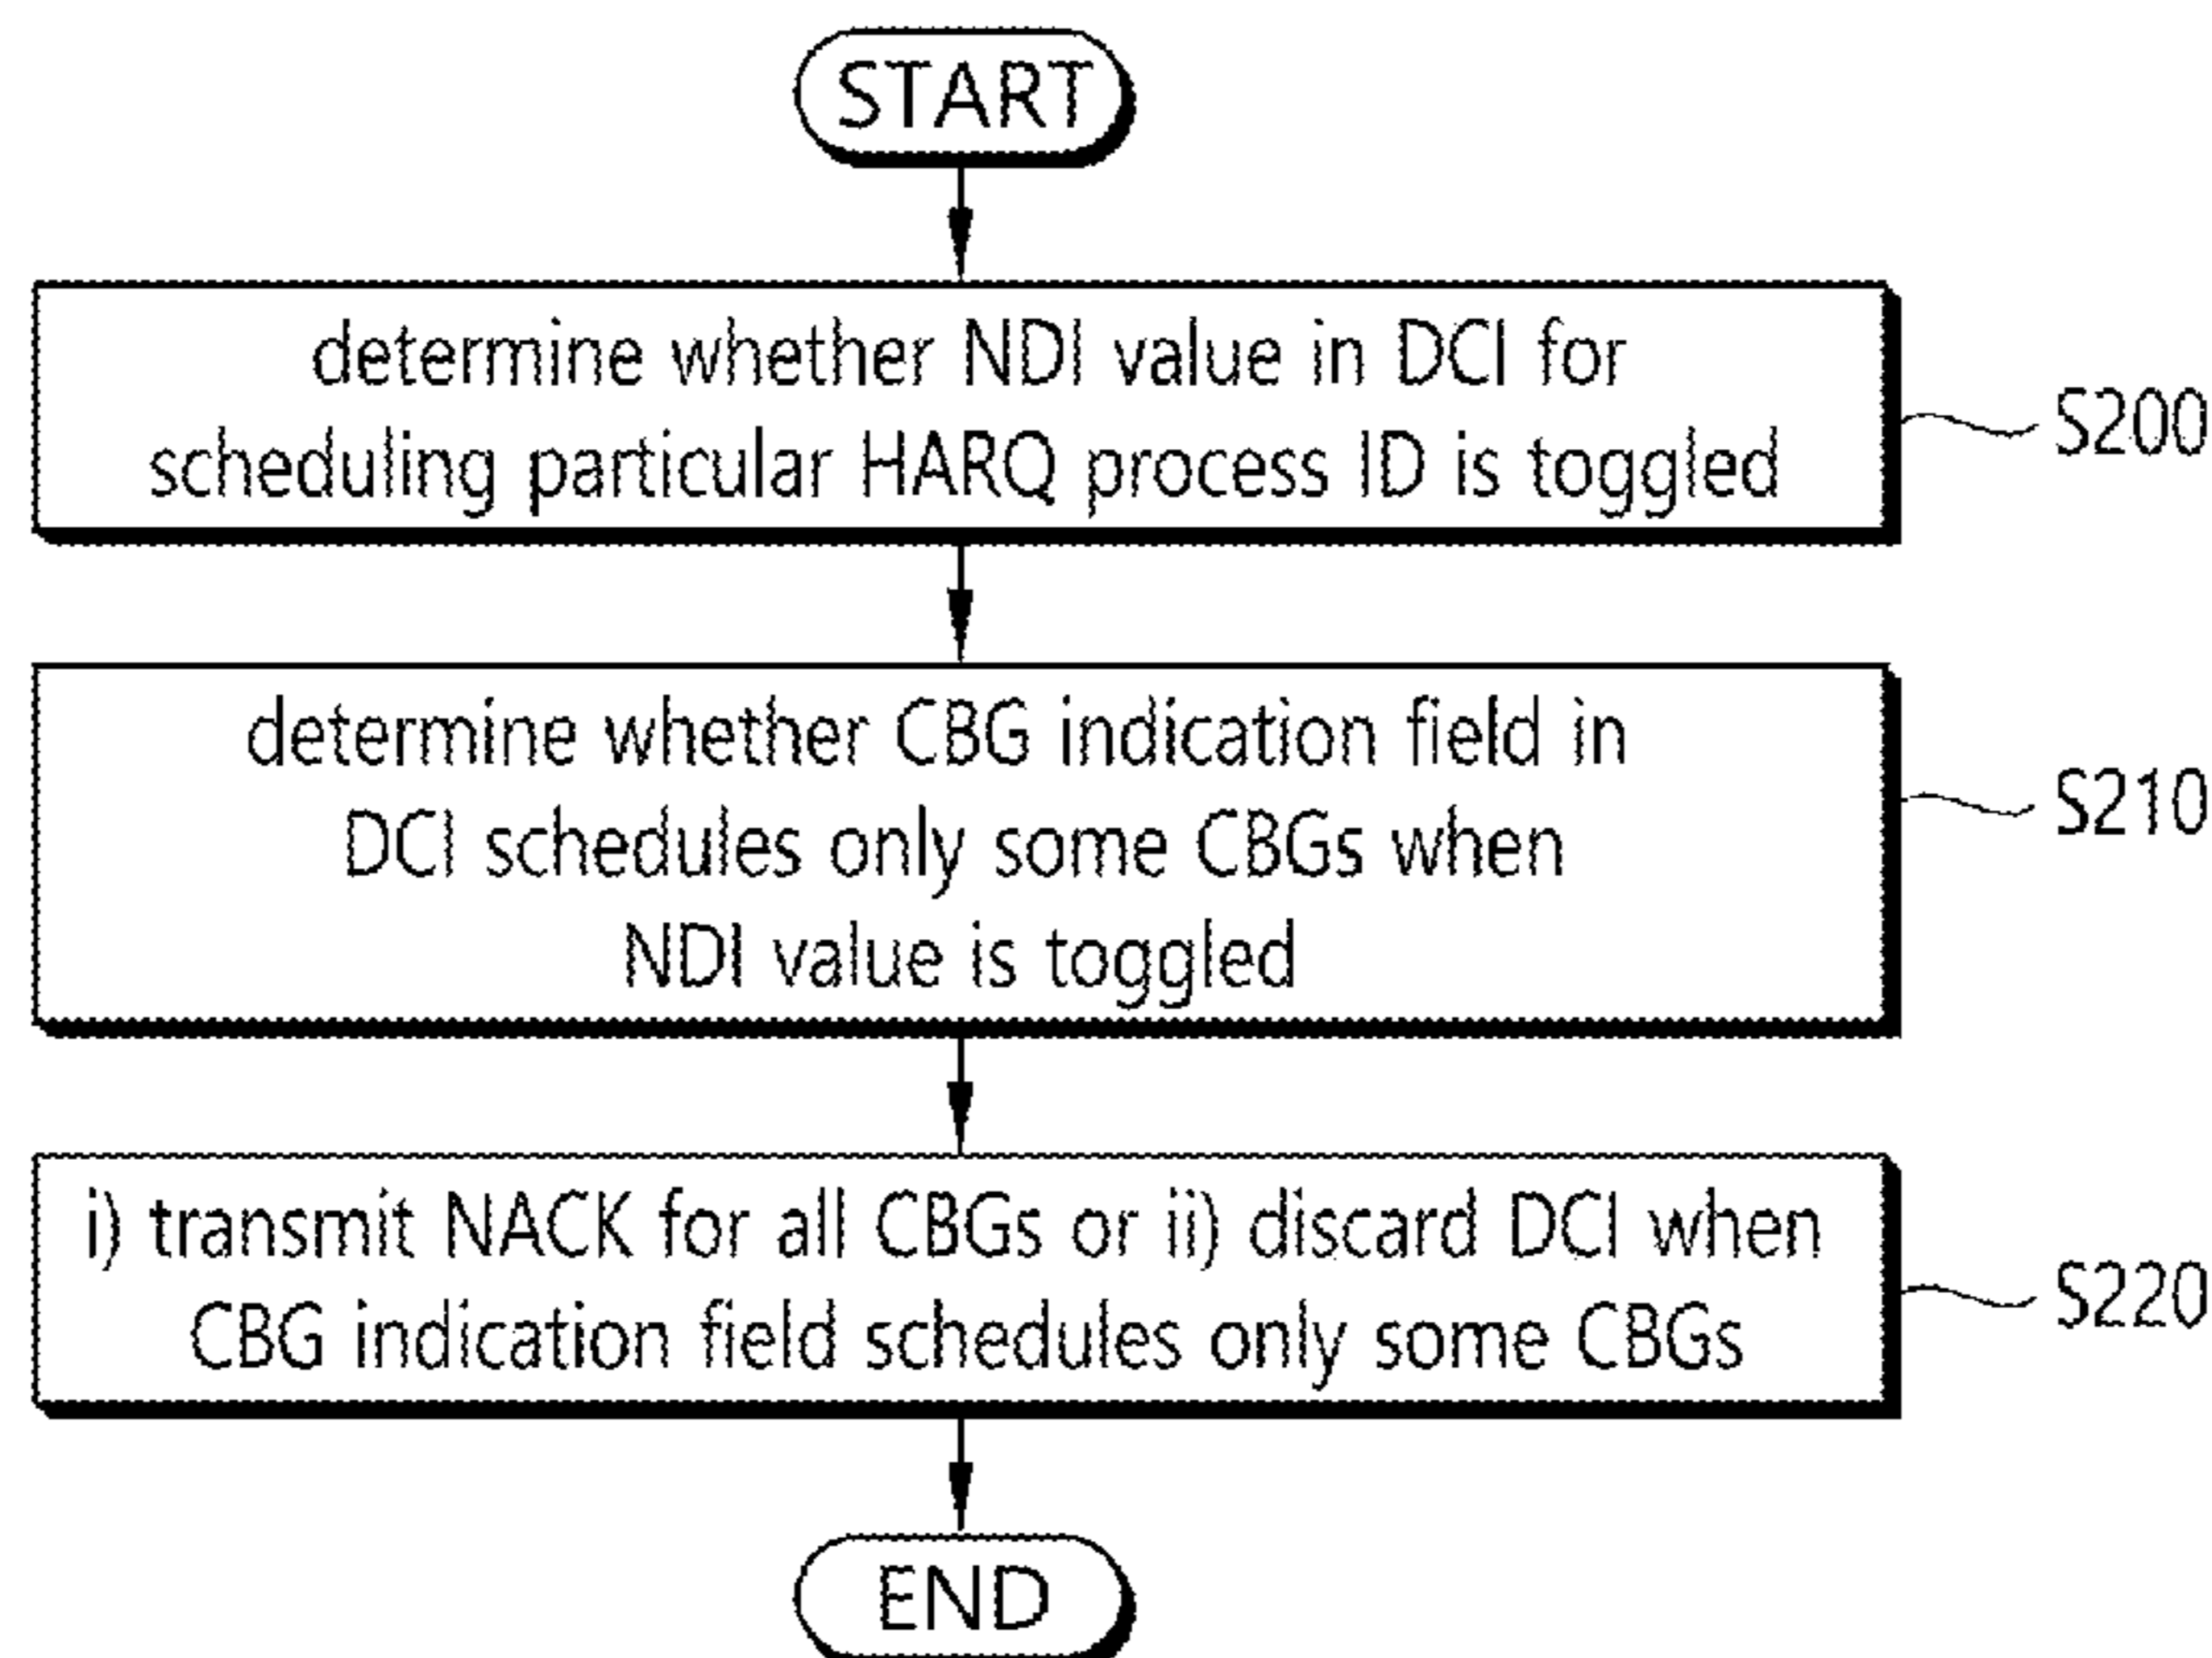 START
determine whether NDI value in DCI for
scheduling particular HARQ process ID is toggled
S200
determine whether CBG indication field in
DCI schedules only some CBGs when
NDI value is toggled
S210
i) transmit NACK for all CBGs or ii) discard DCI when
CBG indication field schedules only some CBGs
S220
END